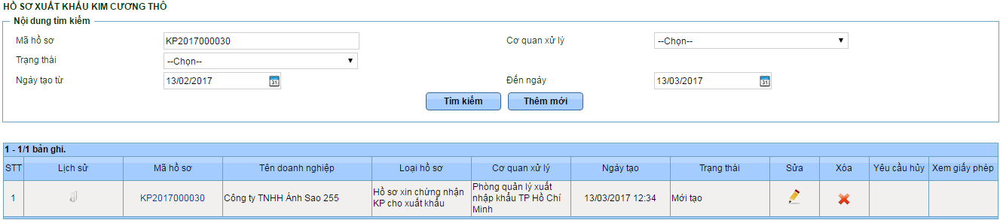 HỒ SƠ XUẤT KHẨU KIM CƯƠNG THÔ
Nội dung tìm kiếm
Mã hồ sơ KP2017000030 Cơ quan xử lý --Chọn--
Trạng thái --Chọn--
Ngày tạo từ 13/02/2017 31 Đến ngày 13/03/2017 31
Tìm kiếm Thêm mới
1 - 1/1 bản ghi.
STT Lịch sử Mã hồ sơ Tên doanh nghiệp Loại hồ sơ Cơ quan xử lý Ngày tạo Trạng thái Sửa Xóa Yêu cầu hủy Xem giấy phép
1 KP2017000030 Công ty TNHH Ánh Sao 255 Hồ sơ xin chứng nhận
KP cho xuất khẩu
Phòng quản lý xuất
nhập khẩu TP Hồ Chí
Minh
13/03/2017 12:34 Mới tạo